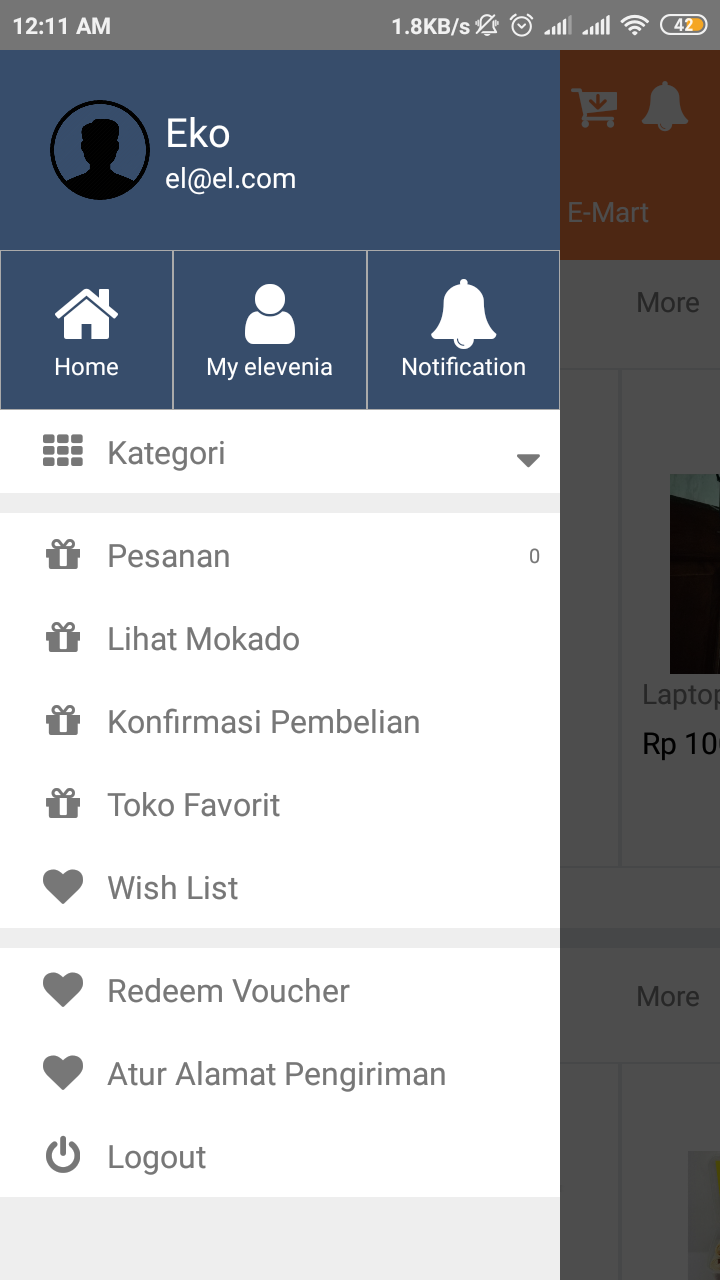 12:11 AM 1.8KB/s 42
Eko
el@el.com
E-Mart
Home My elevenia Notification
More
Kategori
Pesanan 0
Lihat Mokado
Laptop
Konfirmasi Pembelian
Rp 10
Toko Favorit
Wish List
Redeem Voucher
More
Atur Alamat Pengiriman
Logout